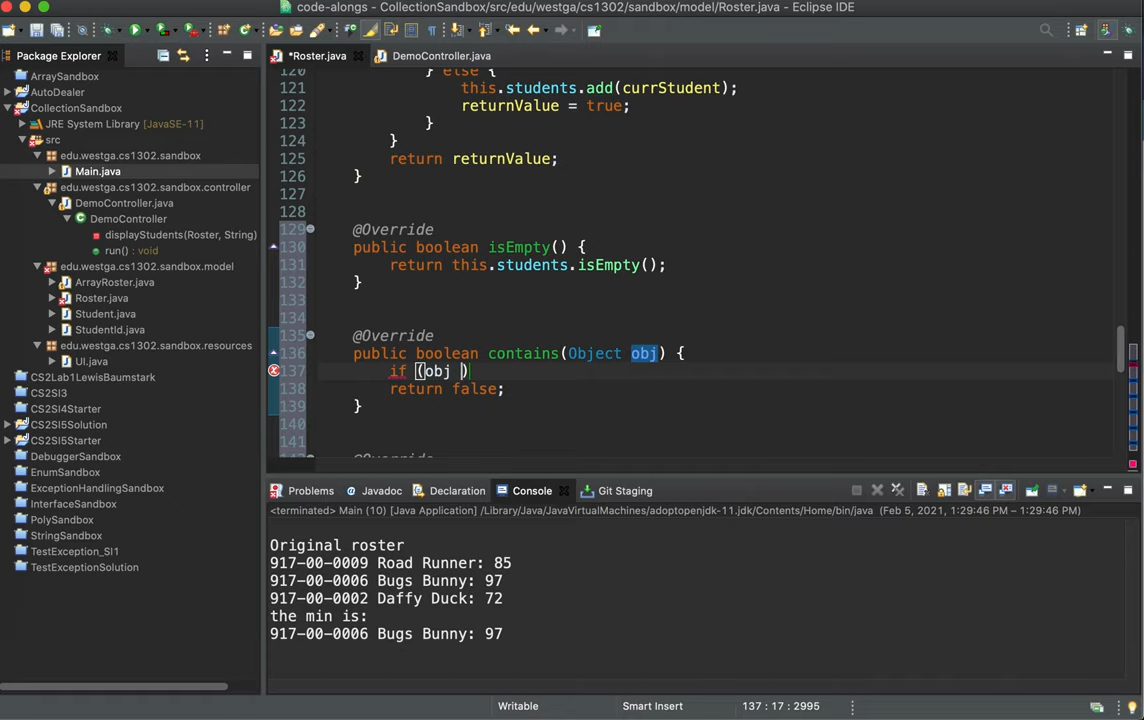 code-alongs - CollectionSandbox/src/edu/westga/cs1302/sandbox/model/Roster.java - Eclipse IDE
Package Explorer
ArraySandbox
AutoDealer
CollectionSandbox
JRE System Library [JavaSE-11]
src
edu.westga.cs1302.sandbox
Main.java
edu.westga.cs1302.sandbox.controller
DemoController.java
DemoController
displayStudents(Roster, String)
run() : void
edu.westga.cs1302.sandbox.model
ArrayRoster.java
Roster.java
Student.java
StudentId.java
edu.westga.cs1302.sandbox.resources
UI.java
CS2Lab1LewisBaumstark
CS2SI3
CS2SI4Starter
CS2SI5Solution
CS2SI5Starter
DebuggerSandbox
EnumSandbox
ExceptionHandlingSandbox
InterfaceSandbox
PolySandbox
StringSandbox
TestException_SI1
TestExceptionSolution
*Roster.java
DemoController.java
120 } else {
121 this.students.add(currStudent);
122 returnValue = true;
123 }
124 }
125 return returnValue;
126 }
127
128
129 @Override
130 public boolean isEmpty() {
131 return this.students.isEmpty();
132 }
133
134
135 @Override
136 public boolean contains(Object obj) {
137 if (obj )
138 return false;
139 }
140
141
@Override
Problems Javadoc Declaration Console Git Staging
<terminated> Main (10) [Java Application] /Library/Java/JavaVirtualMachines/adoptopenjdk-11.jdk/Contents/Home/bin/java (Feb 5, 2021, 1:29:46 PM – 1:29:46 PM)
Original roster
917-00-0009 Road Runner: 85
917-00-0006 Bugs Bunny: 97
917-00-0002 Daffy Duck: 72
the min is:
917-00-0006 Bugs Bunny: 97
Writable Smart Insert 137 : 17 : 2995